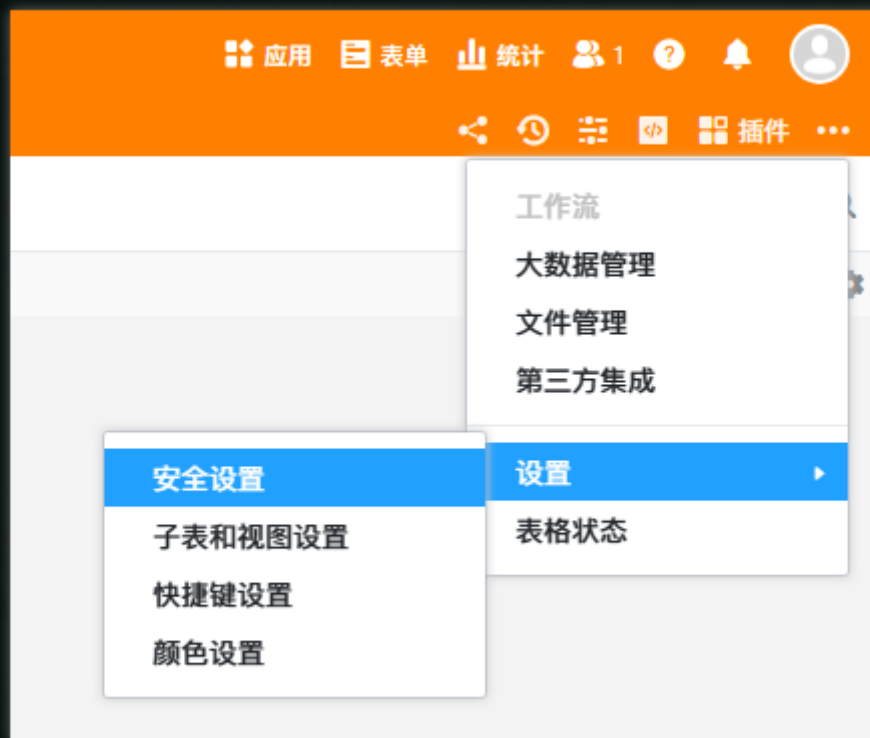 应用 表单 统计 1
插件
工作流
大数据管理
文件管理
第三方集成
设置
表格状态
安全设置
子表和视图设置
快捷键设置
颜色设置